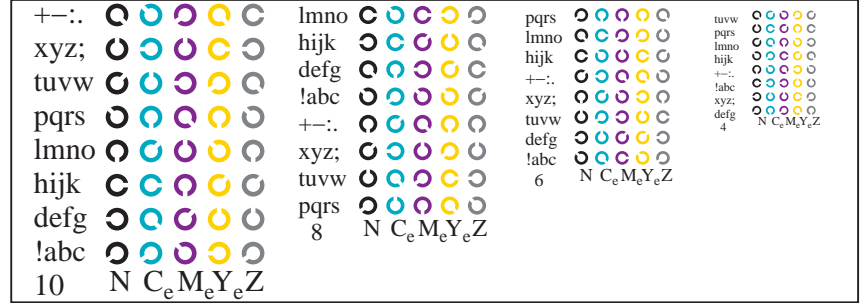 +−:.
xyz;
tuvw
pqrs
lmno
hijk
defg
!abc
10 N CeMeYeZ
lmno
hijk
defg
!abc
+−:.
xyz;
tuvw
pqrs
8 N CeMeYeZ
pqrs
lmno
hijk
+−:.
xyz;
tuvw
defg
!abc
6 N CeMeYeZ
tuvw
pqrs
lmno
hijk
+−:.
!abc
xyz;
defg
4 N CeMeYeZ